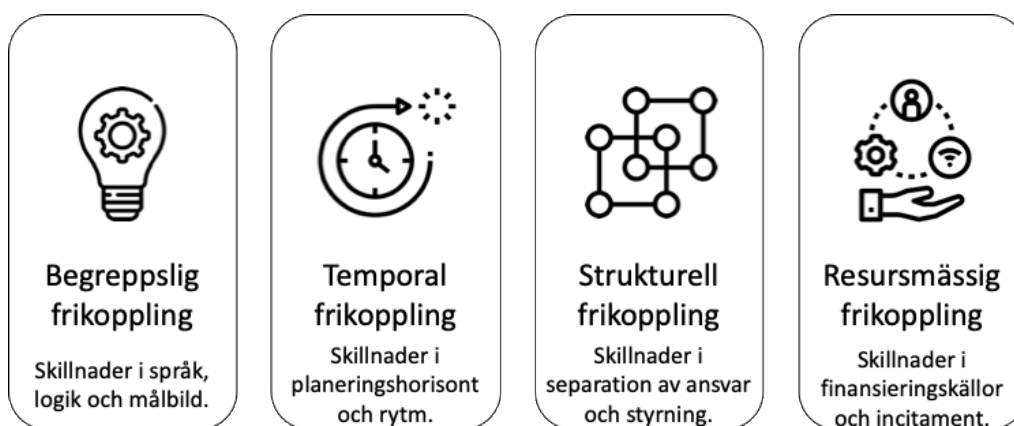 Begreppslig
frikoppling
Skillnader i språk,
logik och målbild.
Temporal
frikoppling
Skillnader i
planeringshorisont
och rytm.
Strukturell
frikoppling
Skillnader i
separation av ansvar
och styrning.
Resursmässig
frikoppling
Skillnader i
finansieringskällor
och incitament.